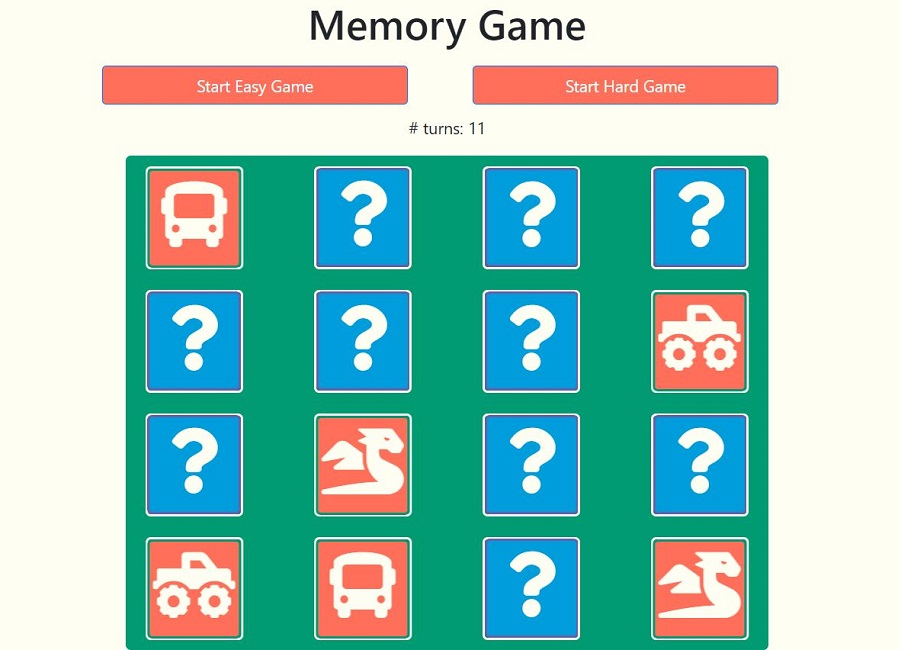 Memory Game
Start Easy Game Start Hard Game
# turns: 11
? ? ?
? ? ?
? ? ?
?